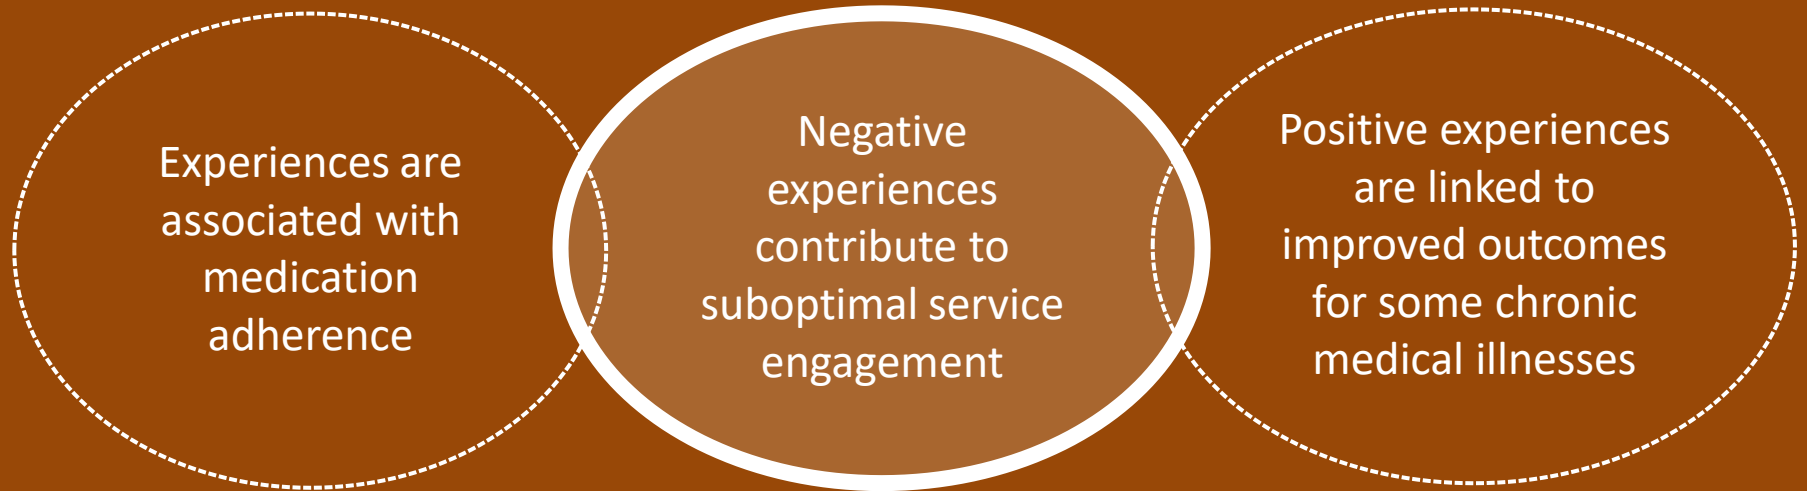 Experiences are
associated with
medication
adherence
Negative
experiences
contribute to
suboptimal service
engagement
Positive experiences
are linked to
improved outcomes
for some chronic
medical illnesses